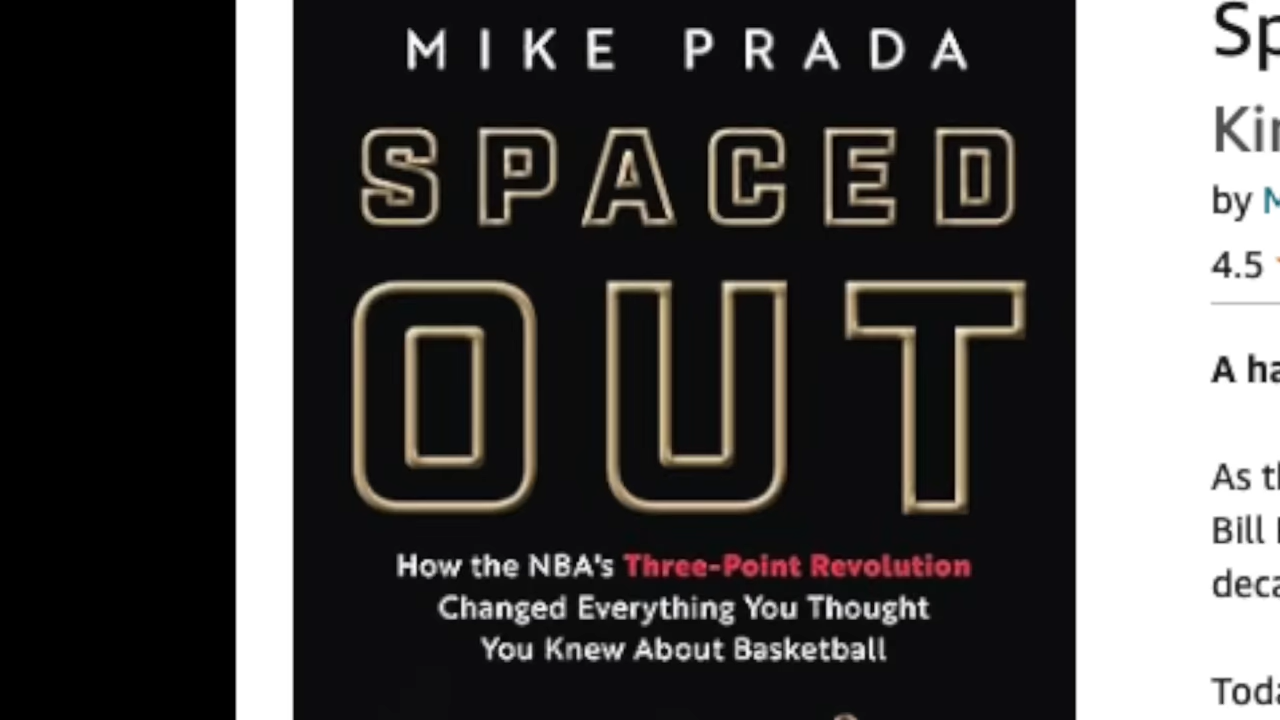 MIKE PRADA
SPACED
OUT
How the NBA's Three-Point Revolution
Changed Everything You Thought
You Knew About Basketball
by
4.5
A
As
Bill